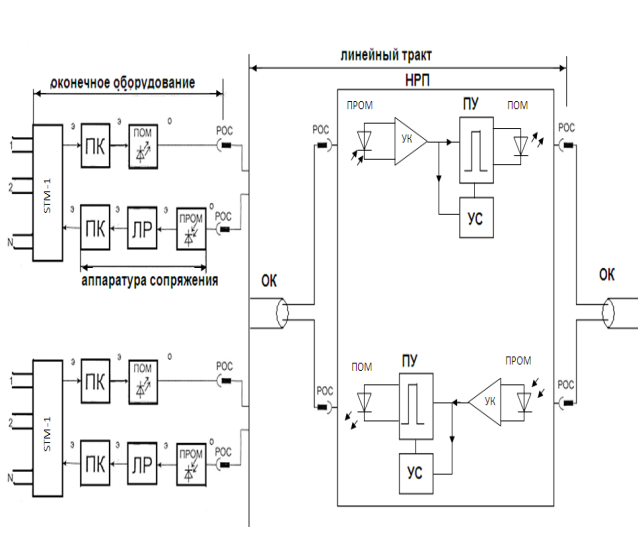 линейный тракт
оконечное оборудование
НРП
ПРОМ
ПУ
ПОМ
РОС
РОС
РОС
э
э
о
1
2
N
STM-1
ПК
ПОМ
УК
УС
э
э
э
о
РОС
ПК
ЛР
ПРОМ
аппаратура сопряжения
ОК
ОК
э
э
о
1
2
N
STM-1
ПК
ПОМ
РОС
э
э
э
о
РОС
ПК
ЛР
ПРОМ
ПОМ
ПУ
ПРОМ
РОС
РОС
УК
УС